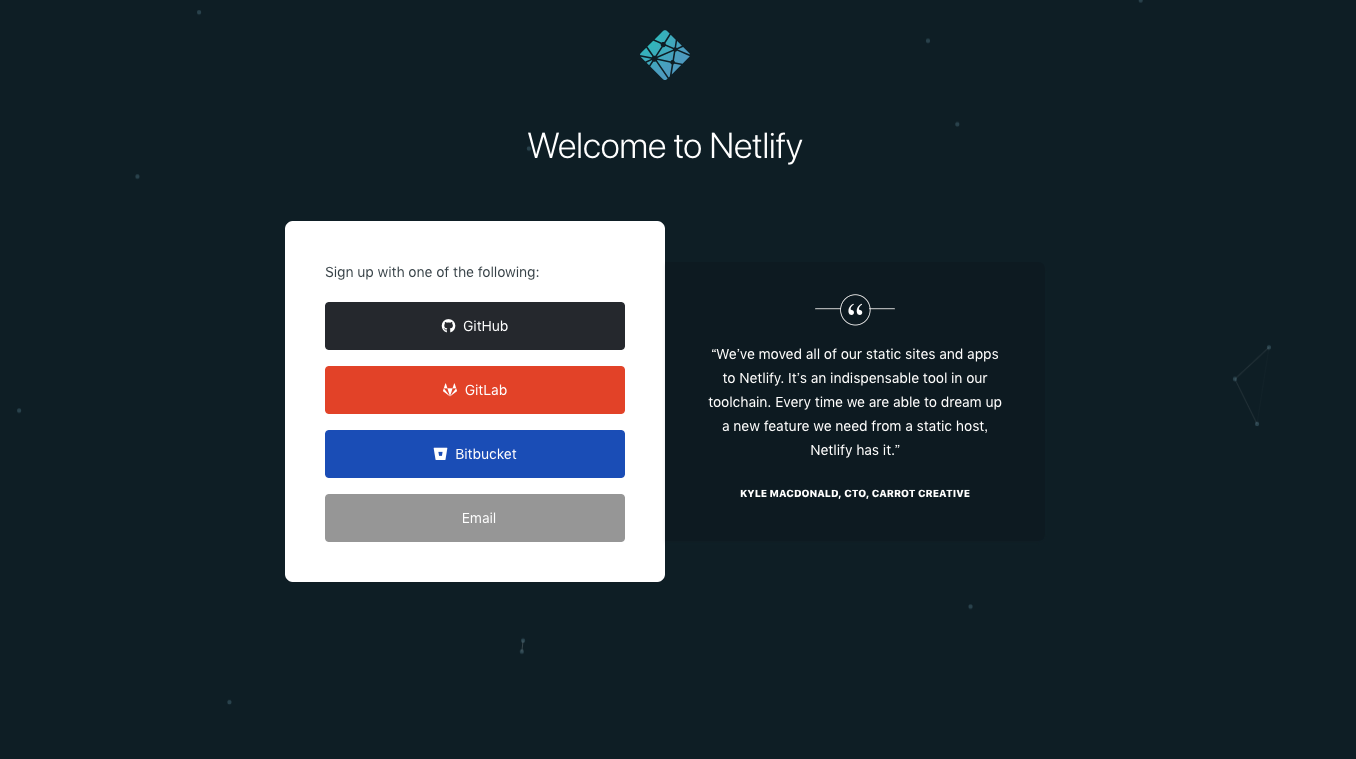 Welcome to Netlify
Sign up with one of the following:
GitHub
GitLab
Bitbucket
Email
“We’ve moved all of our static sites and apps
to Netlify. It’s an indispensable tool in our
toolchain. Every time we are able to dream up
a new feature we need from a static host,
Netlify has it.”
KYLE MACDONALD, CTO, CARROT CREATIVE